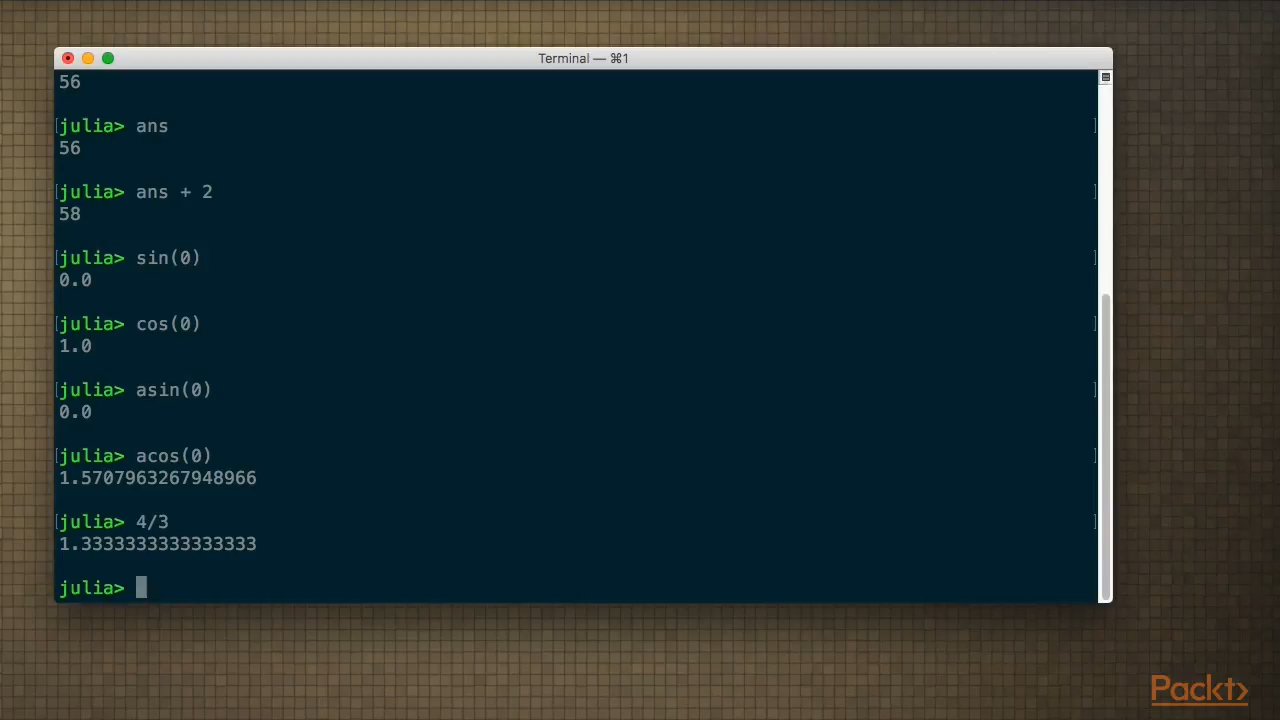 Terminal — ⌘1
56
julia> ans
56
julia> ans + 2
58
julia> sin(0)
0.0
julia> cos(0)
1.0
julia> asin(0)
0.0
julia> acos(0)
1.5707963267948966
julia> 4/3
1.3333333333333333
julia>
Packt>